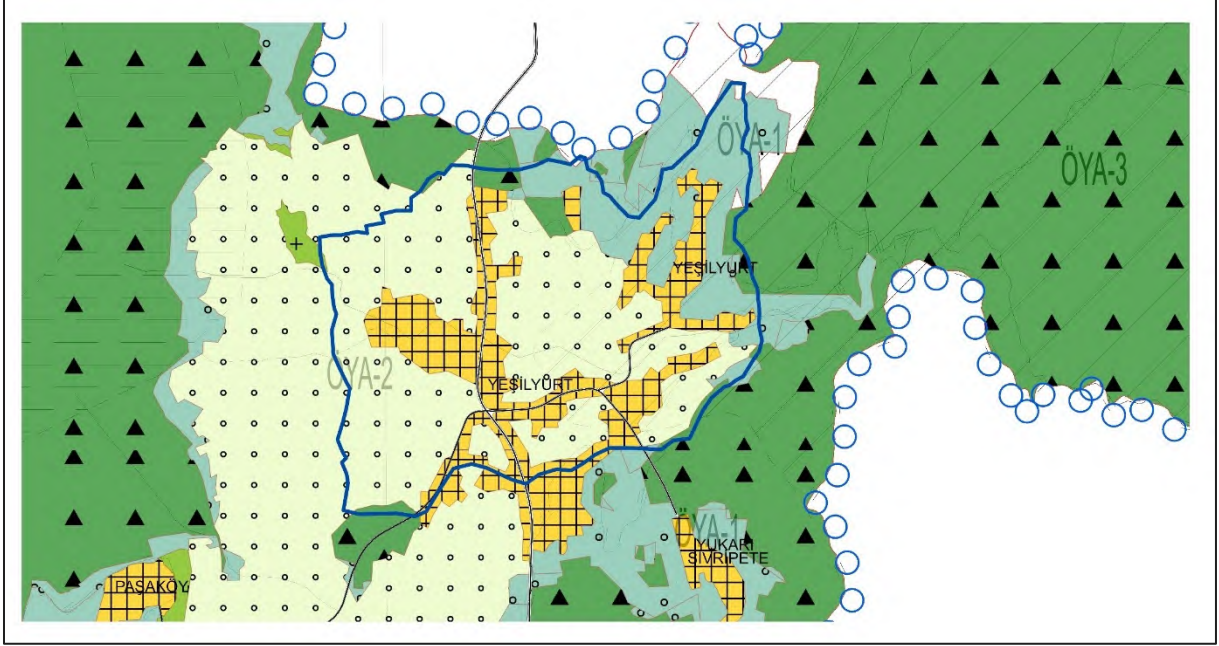 ÖYA-1
ÖYA-3
YEŞİLYURT
ÖYA-2
YEŞİLYURT
ÖYA-1
YUKARI
SİVRİPETE
PAŞAKÖY